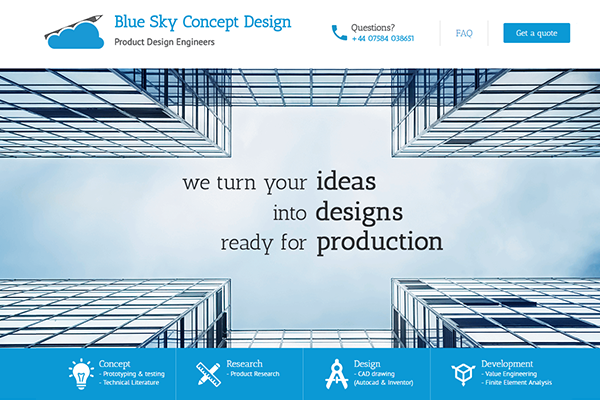 Blue Sky Concept Design
Product Design Engineers
Questions?
+44 07584 038651
FAQ
Get a quote
we turn your ideas
into designs
ready for production
Concept
- Prototyping & testing
- Technical Literature
Research
- Product Research
Design
- CAD drawing
(Autocad & Inventor)
Development
- Value Engineering
- Finite Element Analysis